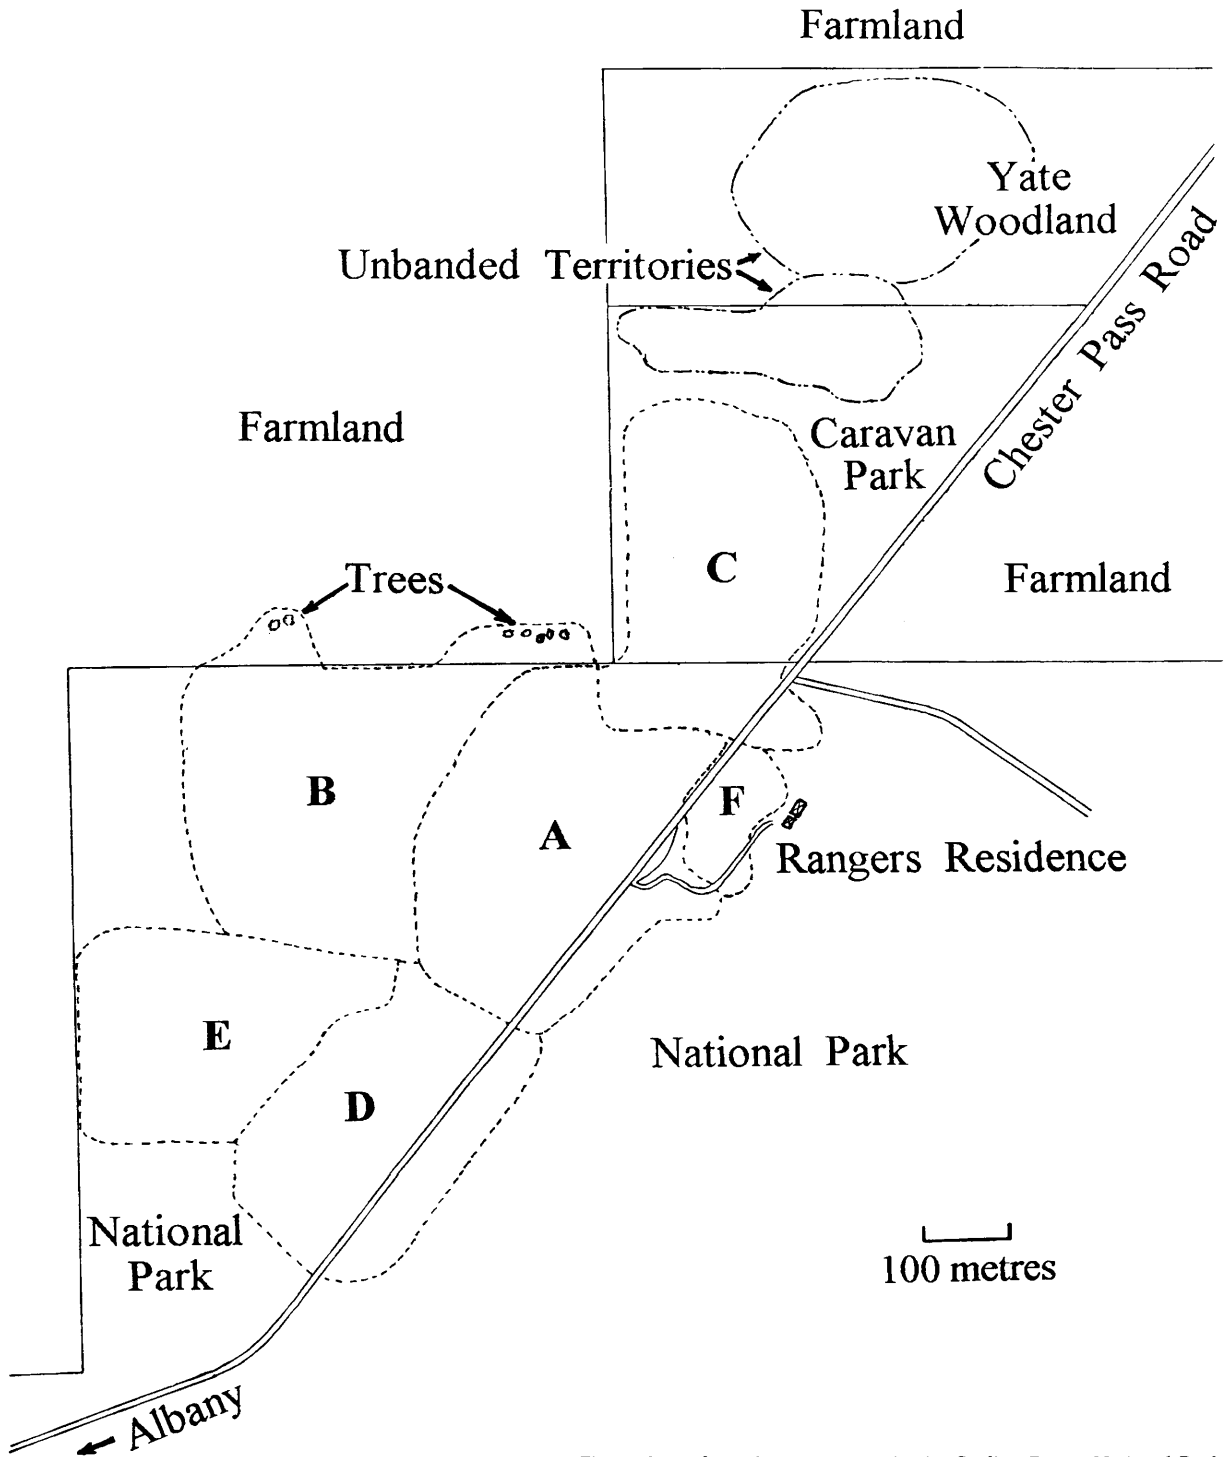 Farmland
Yate
Woodland
Unbanded Territories
Chester Pass Road
Farmland
Caravan
Park
C
Trees
Farmland
B
A
F
Rangers Residence
E
National Park
D
National
Park
100 metres
Albany